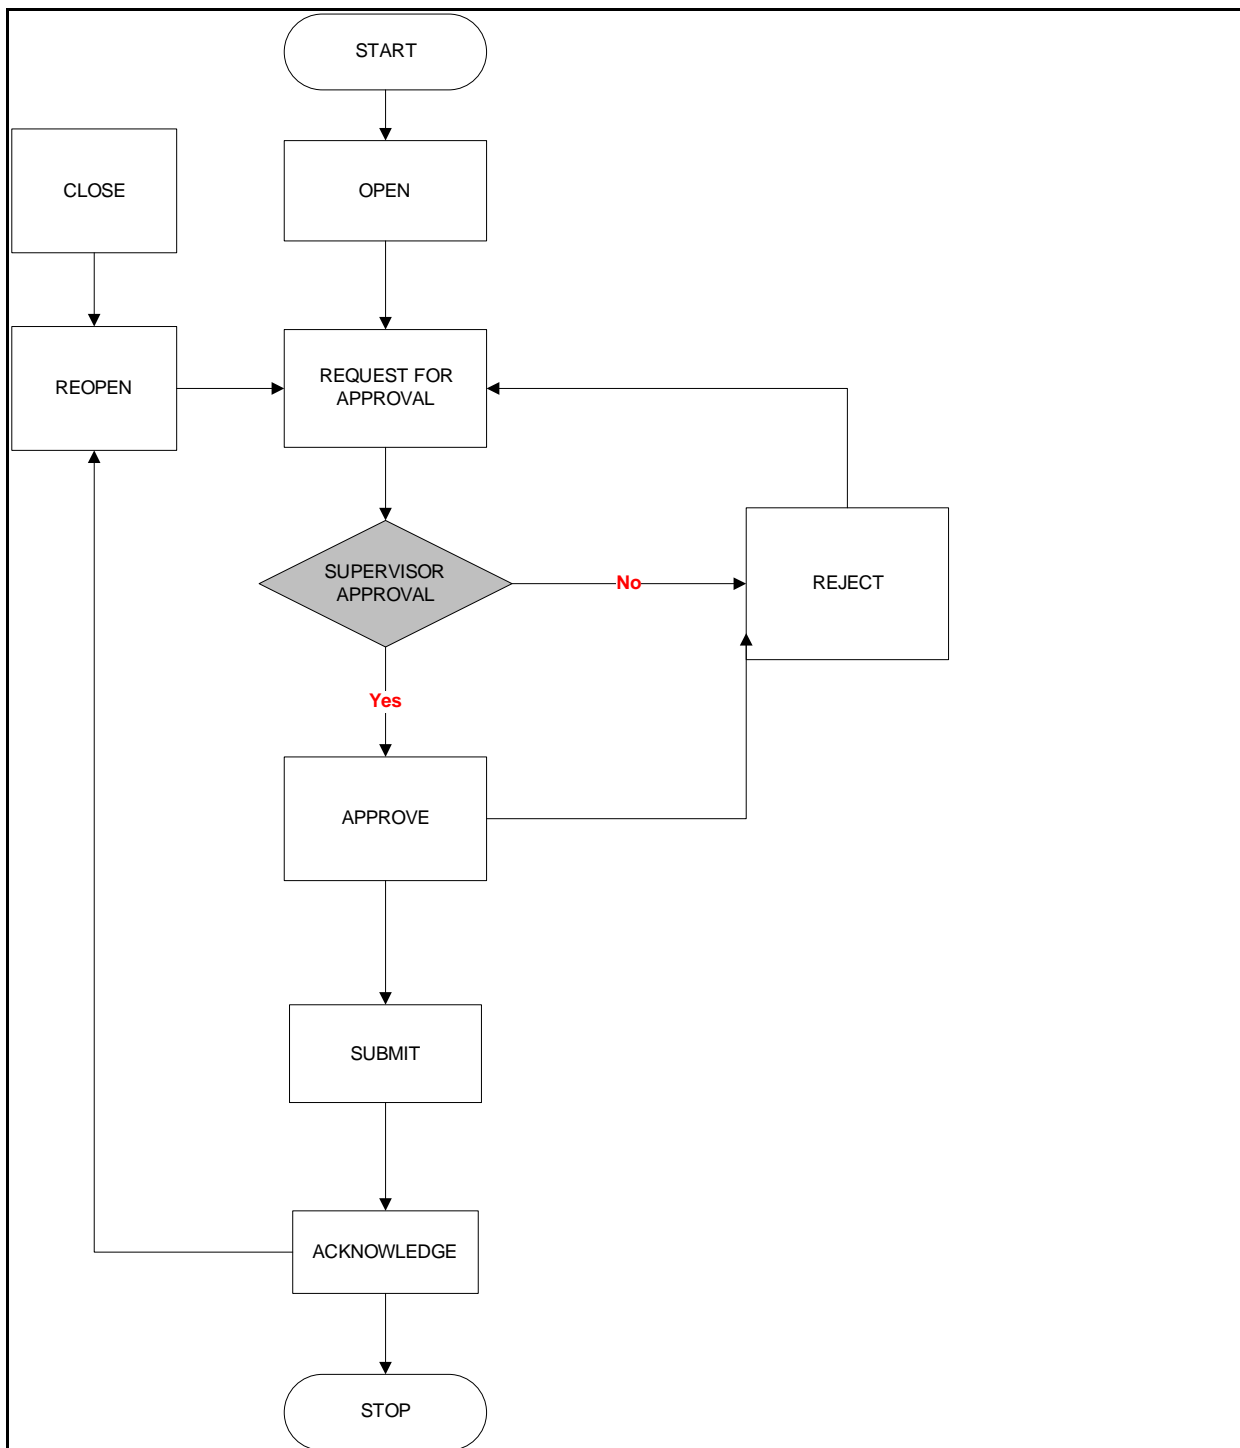 START
CLOSE
OPEN
REOPEN
REQUEST FOR
APPROVAL
SUPERVISOR
APPROVAL
No
REJECT
Yes
APPROVE
SUBMIT
ACKNOWLEDGE
STOP